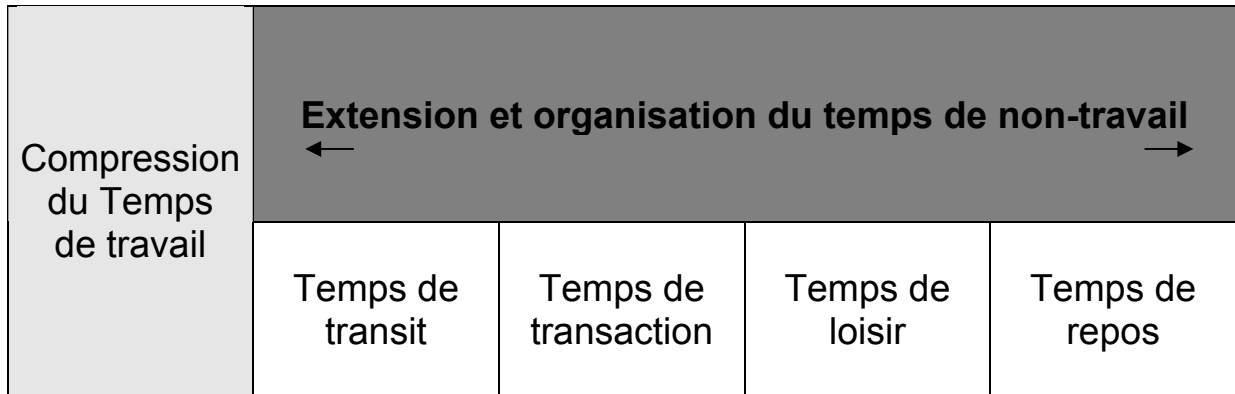 Compression
du Temps
de travail
Extension et organisation du temps de non-travail
Temps de
transit
Temps de
transaction
Temps de
loisir
Temps de
repos